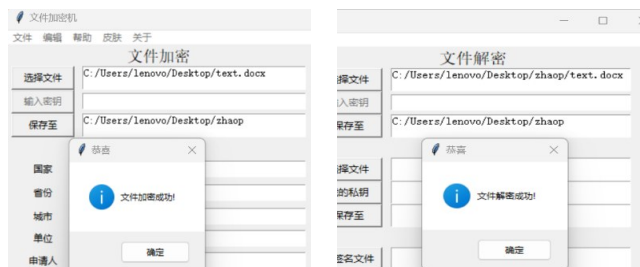 文件加密机
文件 编辑 帮助 皮肤 关于
文件加密
选择文件 C:/Users/lenovo/Desktop/text.docx
输入密钥
保存至 C:/Users/lenovo/Desktop/zhaop
恭喜
国家
文件加密成功!
省份
城市
单位
确定
申请人
文件解密
择文件 C:/Users/lenovo/Desktop/zhaop/text.docx
入密钥
保存至 C:/Users/lenovo/Desktop/zhaop
恭喜
择文件
的私钥
文件解密成功!
保存至
确定
签名文件